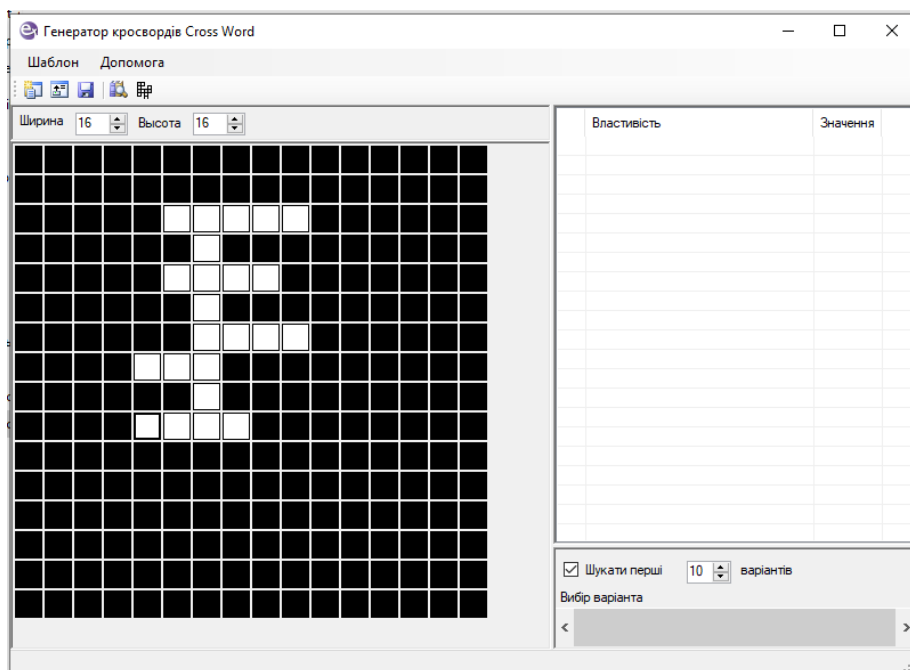 Генератор кросвордів Cross Word
Шаблон Допомога
Ширина 16 Высота 16
Властивість Значення
Шукати перші 10 варіантів
Вибір варіанта